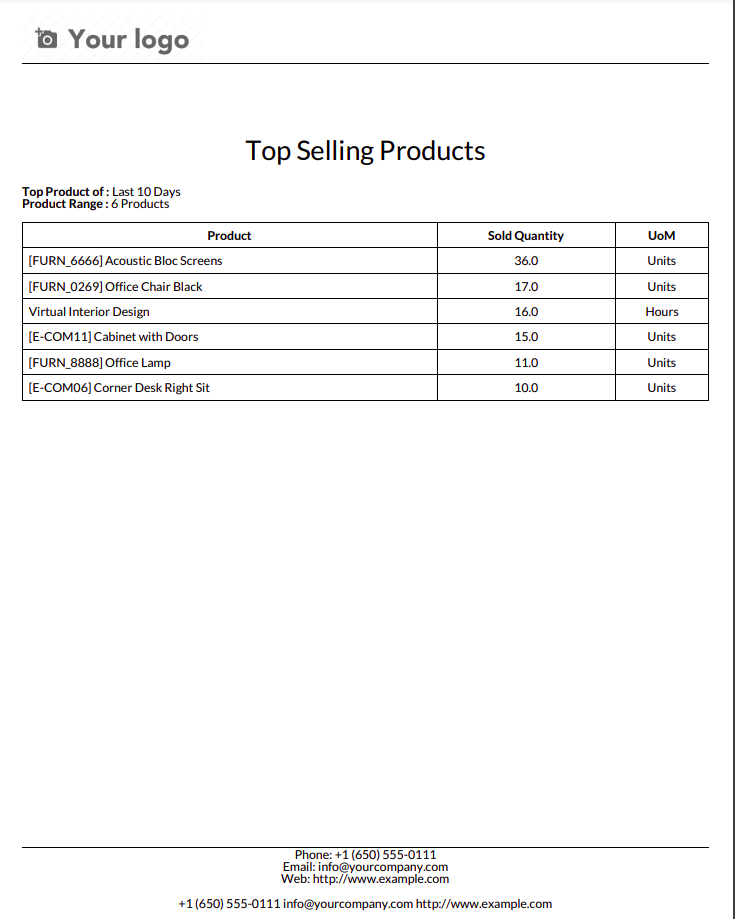 Your logo
Top Selling Products
Top Product of : Last 10 Days
Product Range : 6 Products
Product Sold Quantity UoM
[FURN_6666] Acoustic Bloc Screens 36.0 Units
[FURN_0269] Office Chair Black 17.0 Units
Virtual Interior Design 16.0 Hours
[E-COM11] Cabinet with Doors 15.0 Units
[FURN_8888] Office Lamp 11.0 Units
[E-COM06] Corner Desk Right Sit 10.0 Units
Phone: +1 (650) 555-0111
Email: info@yourcompany.com
Web: http://www.example.com
+1 (650) 555-0111 info@yourcompany.com http://www.example.com